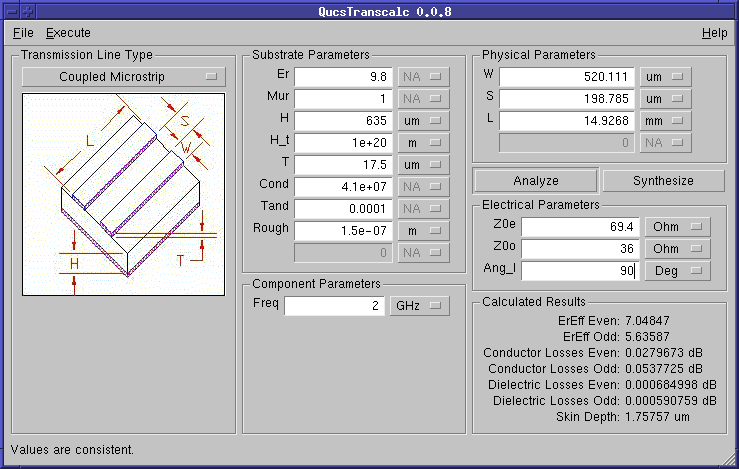 QucsTranscalc 0.0.8
File Execute Help
Transmission Line Type
Coupled Microstrip
L
S
W
H
T
Substrate Parameters
Er 9.8 NA
Mur 1 NA
H 635 um
H_t 1e+20 m
T 17.5 um
Cond 4.1e+07 NA
Tand 0.0001 NA
Rough 1.5e-07 m
0 NA
Component Parameters
Freq 2 GHz
Physical Parameters
W 520.111 um
S 198.785 um
L 14.9268 mm
0 NA
Analyze Synthesize
Electrical Parameters
Z0e 69.4 Ohm
Z0o 36 Ohm
Ang_l 90 Deg
Calculated Results
ErEff Even: 7.04847
ErEff Odd: 5.63587
Conductor Losses Even: 0.0279673 dB
Conductor Losses Odd: 0.0537725 dB
Dielectric Losses Even: 0.000684998 dB
Dielectric Losses Odd: 0.000590759 dB
Skin Depth: 1.75757 um
Values are consistent.